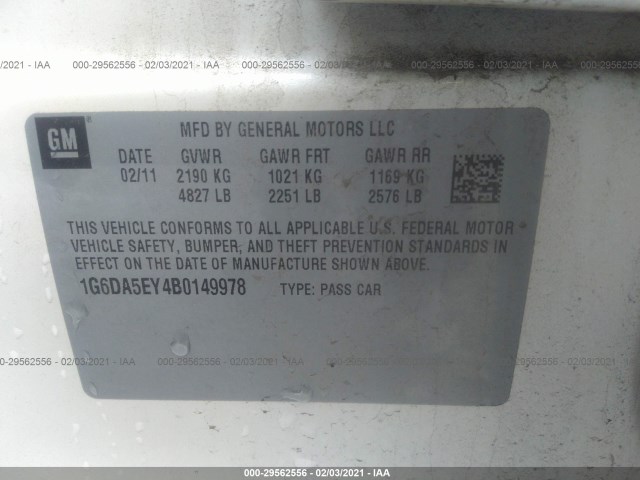 /2021 - IAA 000-29562556 - 02/03/2021 - IAA 000-29562556 - 02/03/2021 - IAA 000-29562556 - 02/03/2
GM
MFD BY GENERAL MOTORS LLC
DATE GVWR GAWR FRT GAWR RR
02/11 2190 KG 1021 KG 1169 KG
4827 LB 2251 LB 2576 LB
THIS VEHICLE CONFORMS TO ALL APPLICABLE U.S. FEDERAL MOTOR
VEHICLE SAFETY, BUMPER, AND THEFT PREVENTION STANDARDS IN
EFFECT ON THE DATE OF MANUFACTURE SHOWN ABOVE.
1G6DA5EY4B0149978 TYPE: PASS CAR
000-29562556 - 02/03/2021 - IAA 000-29562556 - 02/03/2021 - IAA 000-29562556 - 02/03/2021 - IAA
000-29562556 - 02/03/2021 - IAA